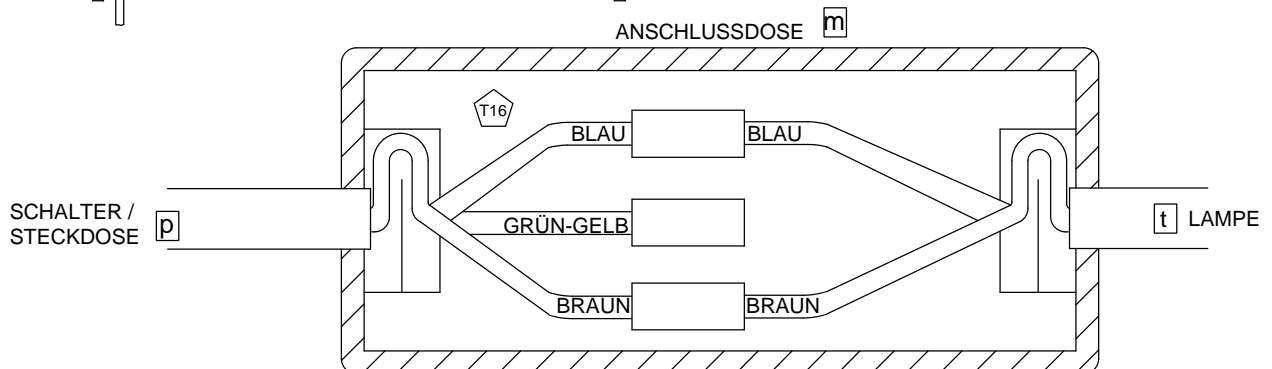 ANSCHLUSSDOSE m
T16
BLAU BLAU
SCHALTER /
STECKDOSE p
GRÜN-GELB
t LAMPE
BRAUN BRAUN